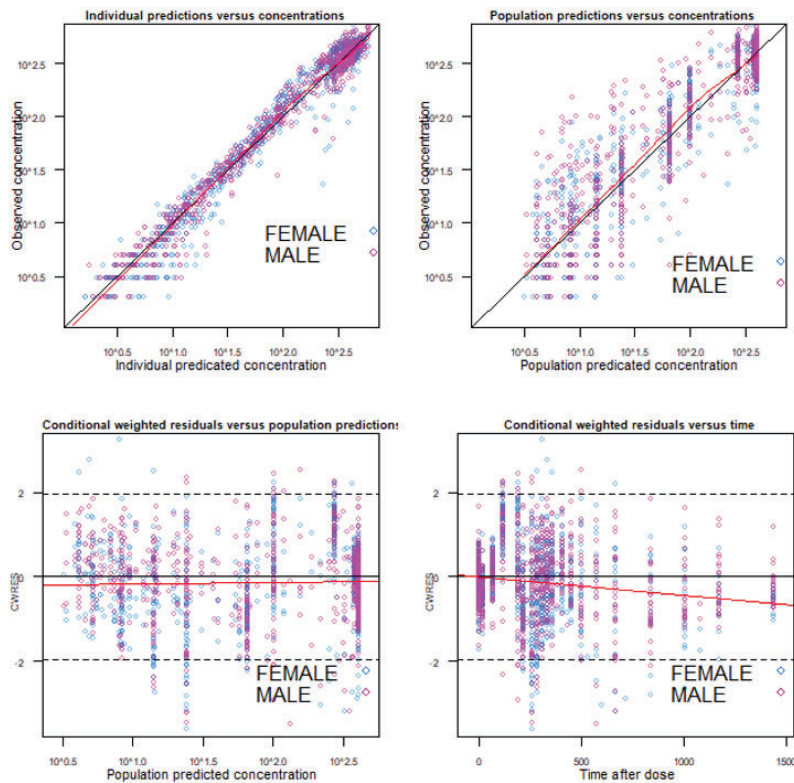 Individual predictions versus concentrations
Observed concentration
10^2.5
10^2.0
10^1.5
10^1.0
10^0.5
FEMALE
MALE
10^0.5 10^1.0 10^1.5 10^2.0 10^2.5
Individual predicated concentration
Population predictions versus concentrations
Observed concentration
10^2.5
10^2.0
10^1.5
10^1.0
10^0.5
FEMALE
MALE
10^0.5 10^1.0 10^1.5 10^2.0 10^2.5
Population predicated concentration
Conditional weighted residuals versus population predictions
CWRES
2
0
-2
FEMALE
MALE
10^0.5 10^1.0 10^1.5 10^2.0 10^2.5
Population predicted concentration
Conditional weighted residuals versus time
CWRES
2
0
-2
FEMALE
MALE
0 500 1000 1500
Time after dose